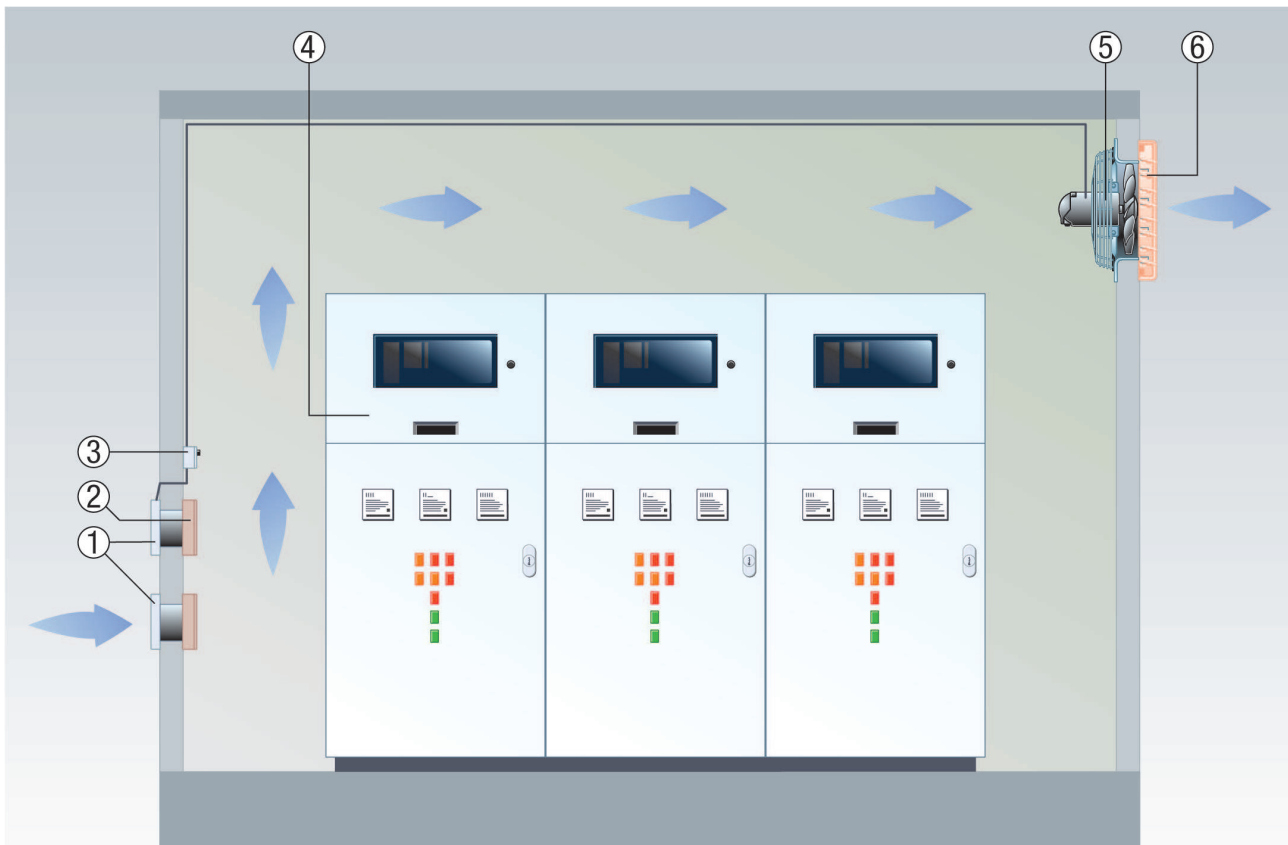 ④ ⑤ ⑥
③
②
①